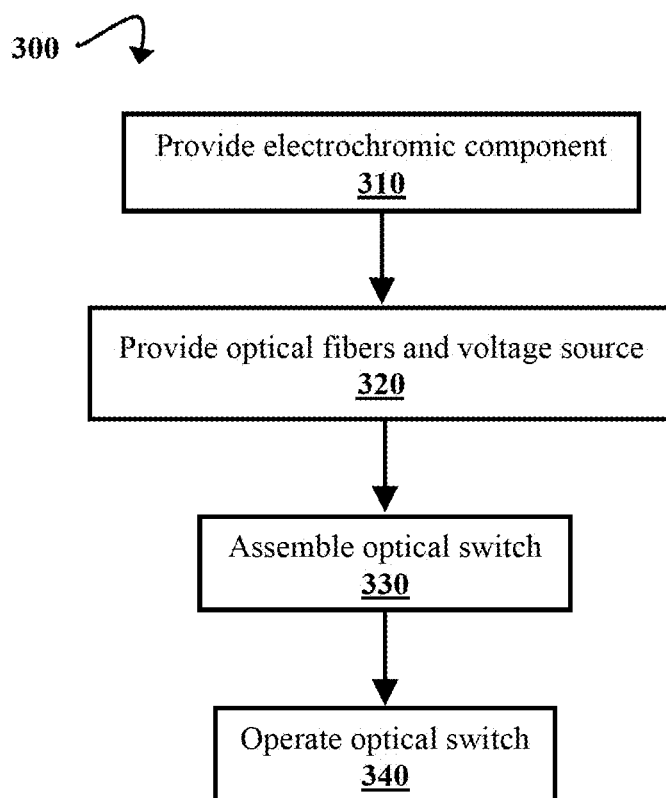 300
Provide electrochromic component
310
Provide optical fibers and voltage source
320
Assemble optical switch
330
Operate optical switch
340